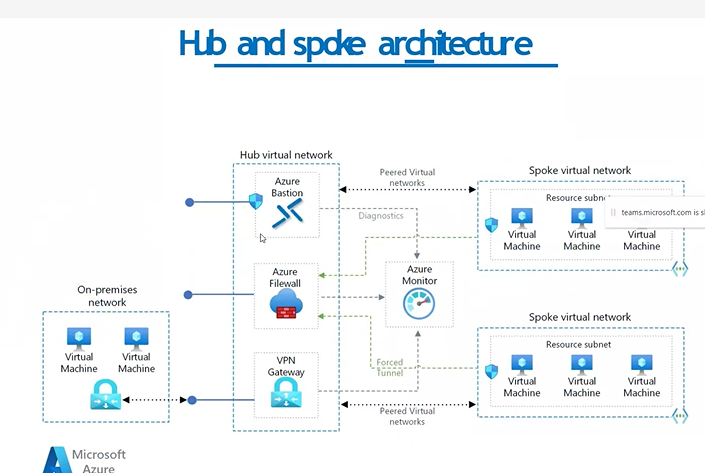 Hub and spoke architecture
Hub virtual network
Azure
Bastion
Peered Virtual
networks
Diagnostics
Spoke virtual network
Resource subnet
Virtual
Machine
Virtual
Machine
Virtual
Machine
teams.microsoft.com is
On-premises
network
Virtual
Machine
Virtual
Machine
Azure
Firewall
Azure
Monitor
VPN
Gateway
Forced
Tunnel
Peered Virtual
networks
Spoke virtual network
Resource subnet
Virtual
Machine
Virtual
Machine
Virtual
Machine
Microsoft
Azure